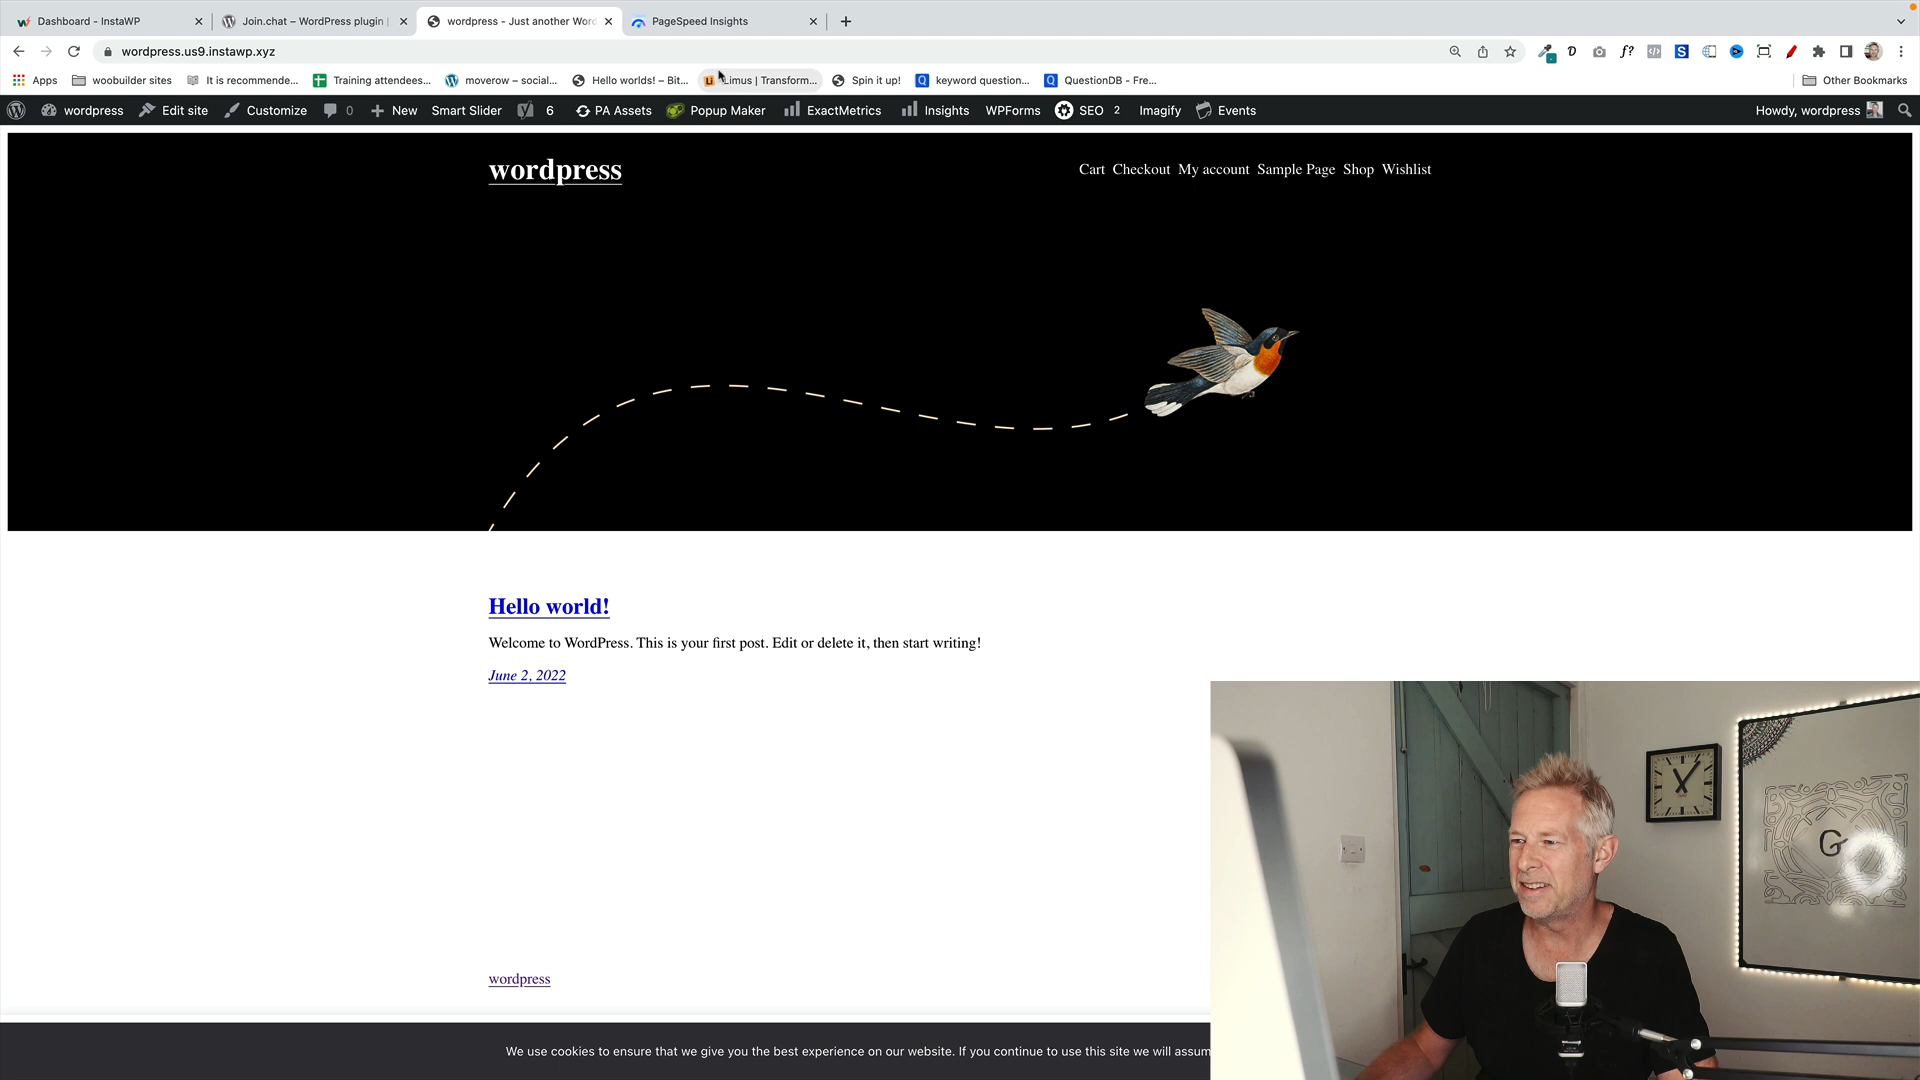 Dashboard - InstaWP
Join.chat – WordPress plugin |
wordpress - Just another Word
PageSpeed Insights
wordpress.us9.instawp.xyz
Apps
woobuilder sites
It is recommende...
Training attendees...
moverow – social...
Hello worlds! – Bit...
Limus | Transform...
Spin it up!
keyword question...
QuestionDB - Fre...
Other Bookmarks
wordpress
Edit site
Customize
0
New
Smart Slider
6
PA Assets
Popup Maker
ExactMetrics
Insights
WPForms
SEO 2
Imagify
Events
Howdy, wordpress
wordpress
Cart Checkout My account Sample Page Shop Wishlist
Hello world!
Welcome to WordPress. This is your first post. Edit or delete it, then start writing!
June 2, 2022
G
wordpress
We use cookies to ensure that we give you the best experience on our website. If you continue to use this site we will assum